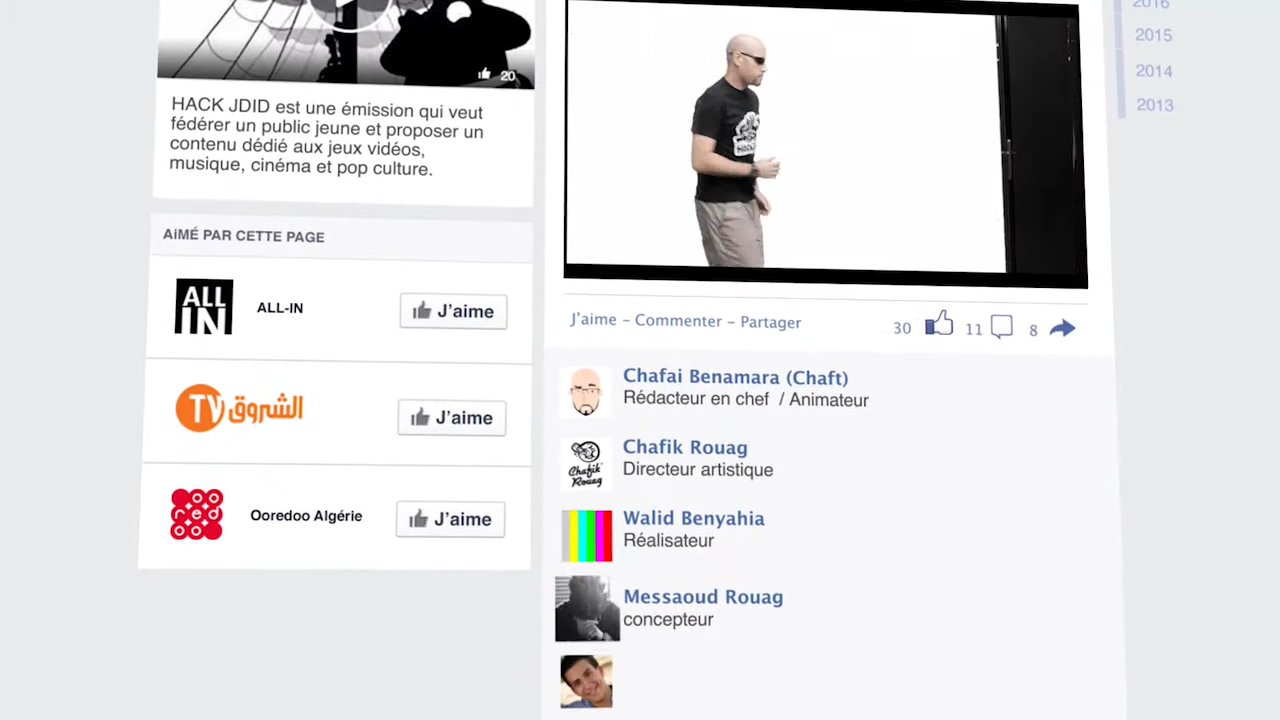 20
HACK JDID est une émission qui veut
fédérer un public jeune et proposer un
contenu dédié aux jeux vidéos,
musique, cinéma et pop culture.
AiMÉ PAR CETTE PAGE
ALL
IN
ALL-IN
J'aime
TV الشروق
J'aime
ooredoo
Ooredoo Algérie
J'aime
2016
2015
2014
2013
J'aime – Commenter – Partager
30
11
8
Chafai Benamara (Chaft)
Rédacteur en chef / Animateur
Chafik
Rouag
Chafik Rouag
Directeur artistique
Walid Benyahia
Réalisateur
Messaoud Rouag
concepteur